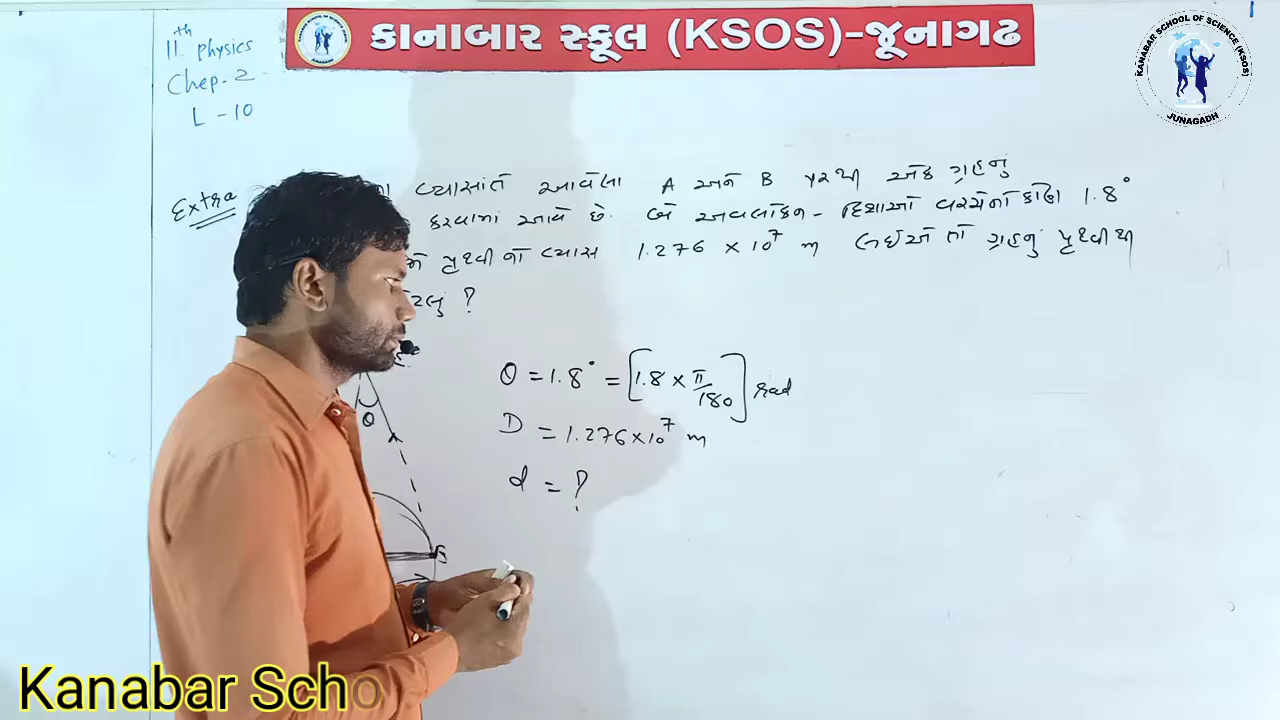 કાનાબાર સ્કૂલ (KSOS)-જૂનાગઢ
KANABAR SCHOOL OF SCIENCE (KSOS)
JUNAGADH
11th Physics
Chep. 2
L - 10
Extra
વ્યાસાંતે આવેલા A અને B પરથી એક ગ્રહનું
કરવામાં આવે છે. બે અવલોકન - દિશાઓ વચ્ચેનો કોણ 1.8°
પૃથ્વીનો વ્યાસ 1.276 × 10⁷ m લઈએ તો ગ્રહનું પૃથ્વીથી
?
θ = 1.8° = [1.8 × π/180] rad
D = 1.276×10⁷ m
d = ?
θ
B
Kanabar Scho